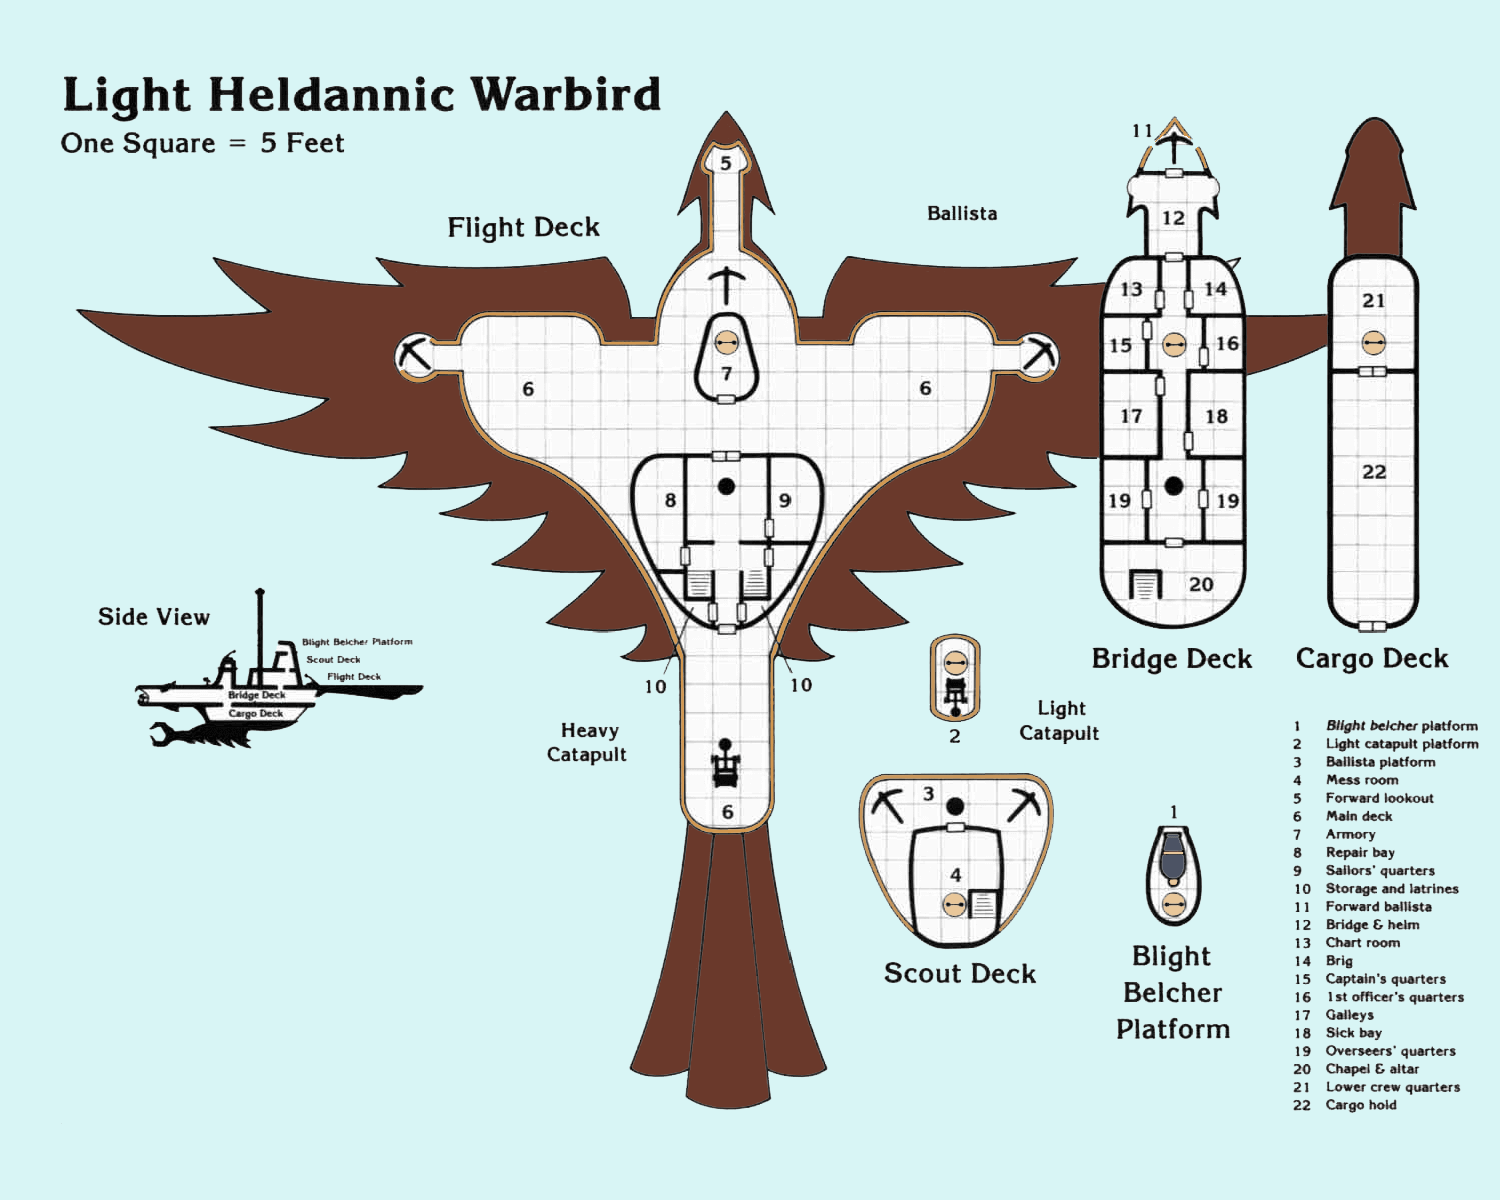 Light Heldannic Warbird
One Square = 5 Feet
Flight Deck
Ballista
5
7
6
6
8
9
10
10
6
Heavy
Catapult
Side View
Blight Belcher Platform
Scout Deck
Flight Deck
Bridge Deck
Cargo Deck
11
12
13
14
15
16
17
18
19
19
20
Bridge Deck
21
22
Cargo Deck
2
Light
Catapult
3
4
Scout Deck
1
Blight
Belcher
Platform
1 Blight belcher platform
2 Light catapult platform
3 Ballista platform
4 Mess room
5 Forward lookout
6 Main deck
7 Armory
8 Repair bay
9 Sailors' quarters
10 Storage and latrines
11 Forward ballista
12 Bridge & helm
13 Chart room
14 Brig
15 Captain's quarters
16 1st officer's quarters
17 Galleys
18 Sick bay
19 Overseers' quarters
20 Chapel & altar
21 Lower crew quarters
22 Cargo hold